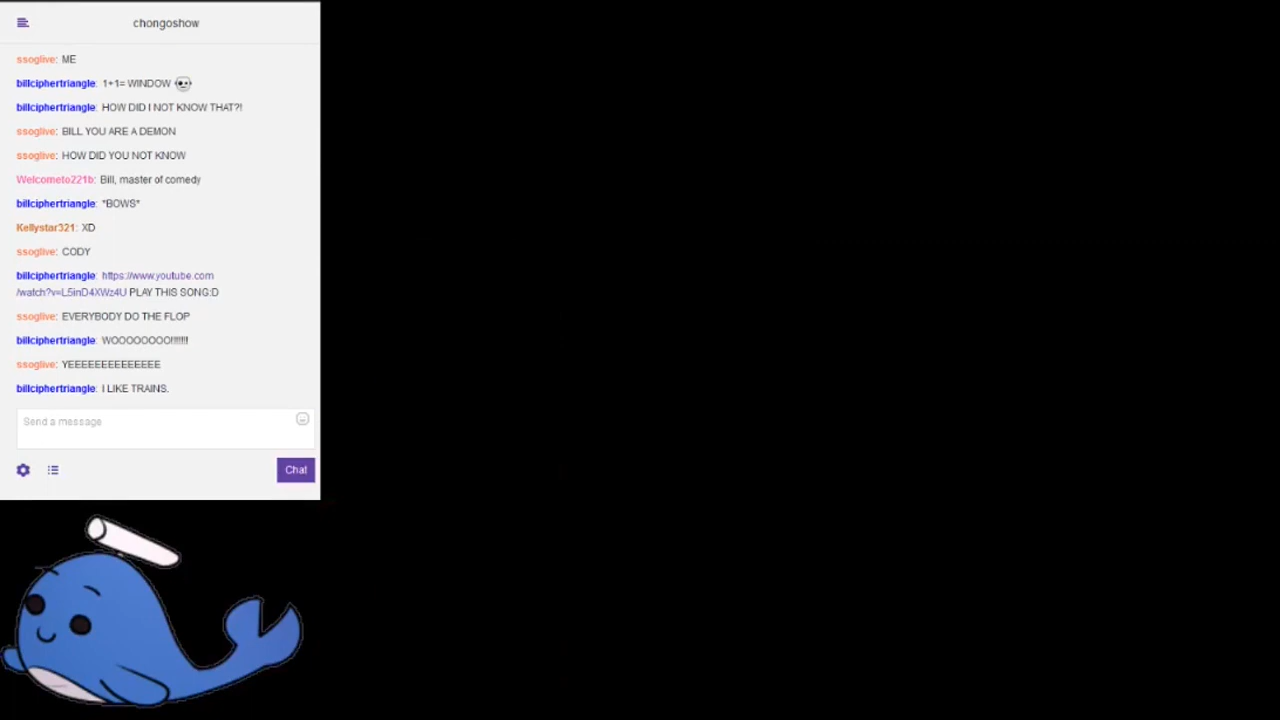 chongoshow
ssoglive: ME
billciphertriangle: 1+1= WINDOW
billciphertriangle: HOW DID I NOT KNOW THAT?!
ssoglive: BILL YOU ARE A DEMON
ssoglive: HOW DID YOU NOT KNOW
Welcometo221b: Bill, master of comedy
billciphertriangle: *BOWS*
Kellystar321: XD
ssoglive: CODY
billciphertriangle: https://www.youtube.com
/watch?v=L5inD4XWz4U PLAY THIS SONG:D
ssoglive: EVERYBODY DO THE FLOP
billciphertriangle: WOOOOOOOO!!!!!!!
ssoglive: YEEEEEEEEEEEEEE
billciphertriangle: I LIKE TRAINS.
Send a message
Chat